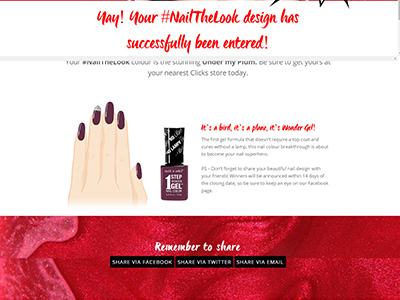 Yay! Your #NailTheLook design has
successfully been entered!
Your #NailTheLook colour is the stunning Under my Plum. Be sure to get yours at
your nearest Clicks store today.
It's a bird, it's a plane, it's Wonder Gel!
The first gel formula that doesn't require a top coat and
cures without a lamp, this nail colour breakthrough is about
to become your nail superhero.
PS - Don't forget to share your beautiful nail design with
your friends! Winners will be announced within 14 days of
the closing date, so be sure to keep an eye on our Facebook
page.
wet n wild
1 STEP
WONDER
GEL
NAIL COLOR
Remember to share
SHARE VIA FACEBOOK SHARE VIA TWITTER SHARE VIA EMAIL